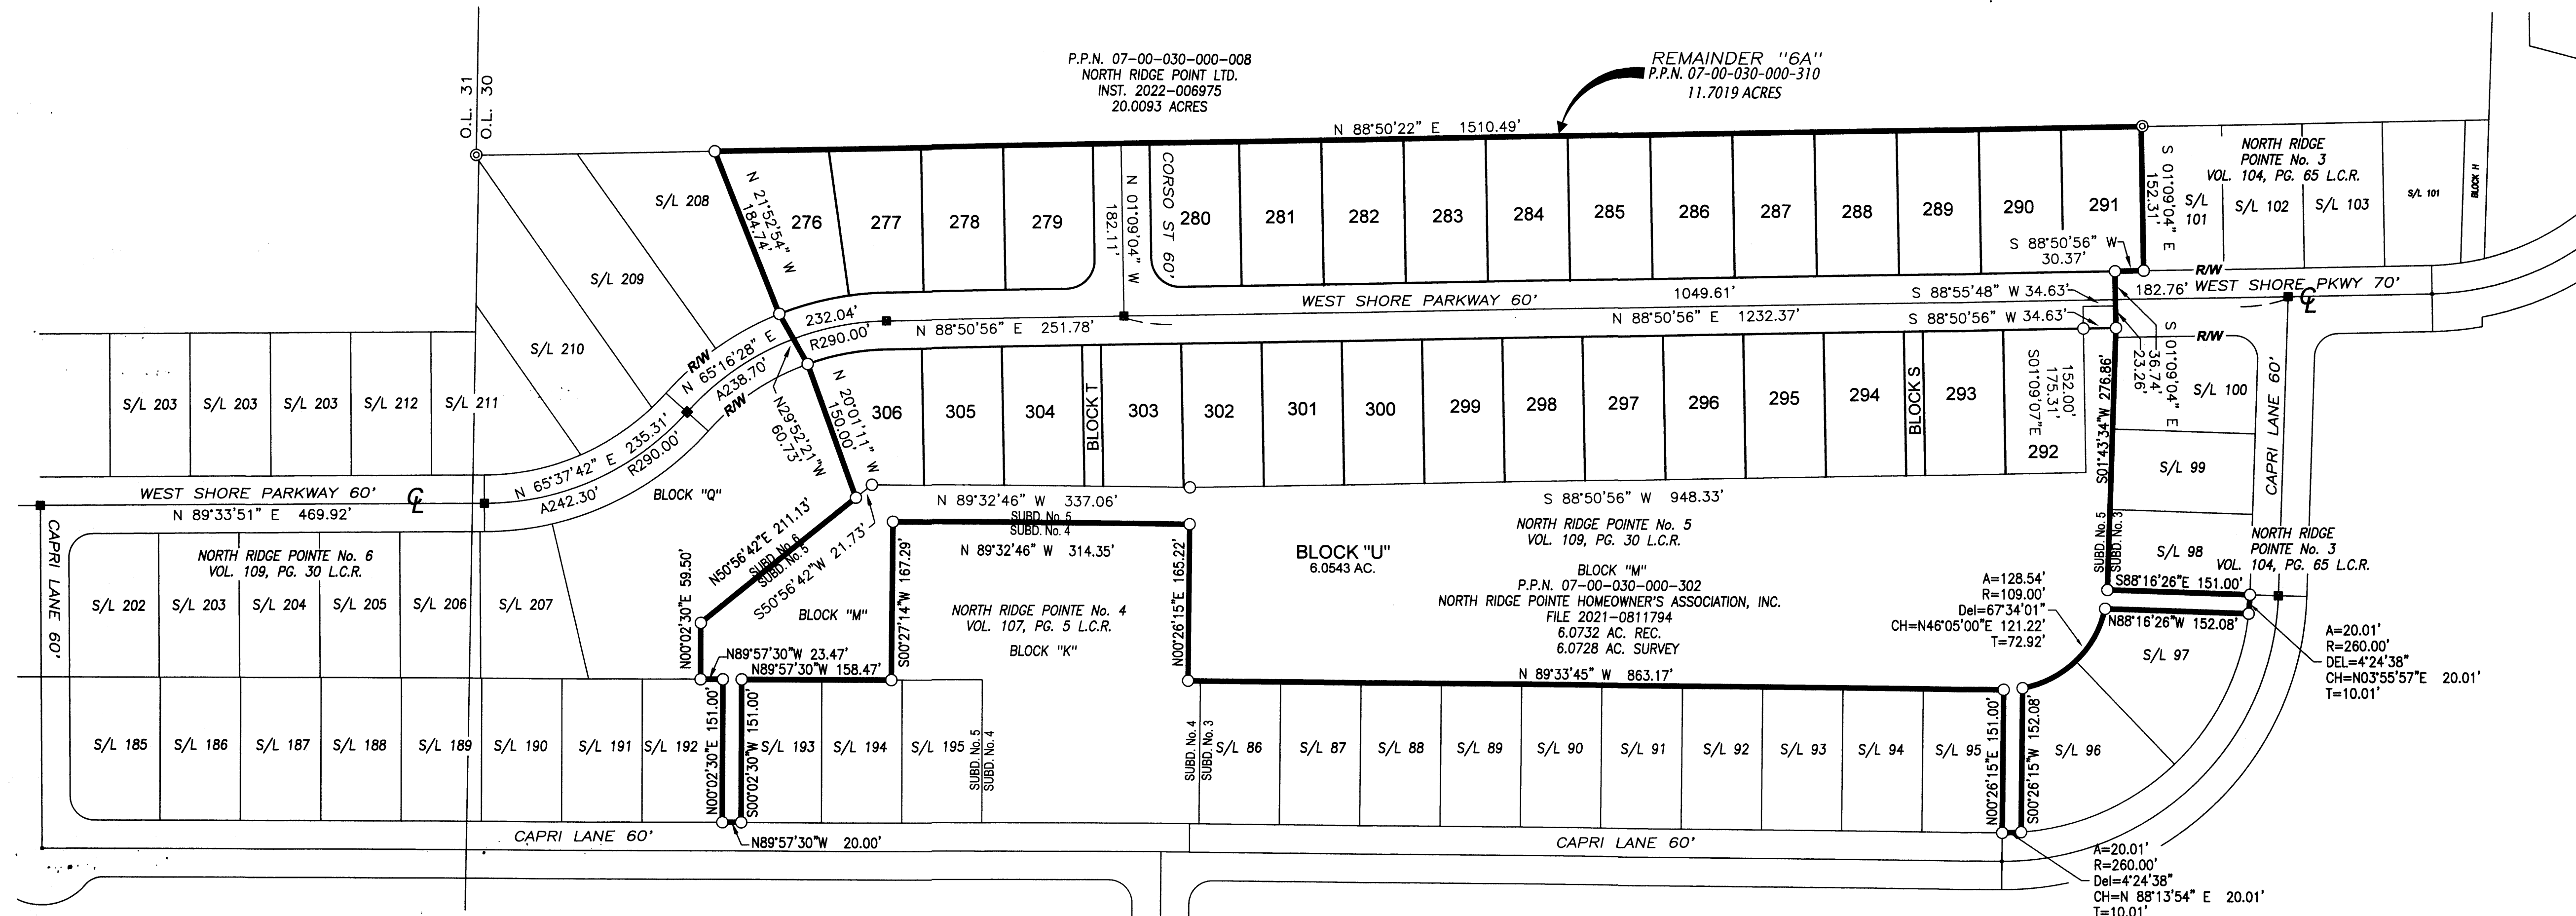 P.P.N. 07-00-030-000-008
NORTH RIDGE POINT LTD.
INST. 2022-006975
20.0093 ACRES
REMAINDER "6A"
P.P.N. 07-00-030-000-310
11.7019 ACRES
O.L. 31
O.L. 30
N 88°50'22" E 1510.49'
NORTH RIDGE
POINTE No. 3
VOL. 104, PG. 65 L.C.R.
S/L 208
S/L 209
S/L 210
N 21°52'54" W
184.74'
276
277
278
279
N 01°09'04" W
182.11'
CORSO ST 60'
280
281
282
283
284
285
286
287
288
289
290
291
S 01°09'04" E
152.31'
S/L
101
S/L 102
S/L 103
S/L 101
BLOCK H
S 88°50'56" W
30.37'
R/W
WEST SHORE PKWY 70'
182.76'
CL
WEST SHORE PARKWY 60'
1049.61'
S 88°55'48" W 34.63'
232.04'
R290.00'
N 88°50'56" E 251.78'
N 88°50'56" E 1232.37'
S 88°50'56" W 34.63'
R/W
R/W
N 65°16'28" E
A238.70'
R/W
N29°52'21"W
60.73'
N 20°01'11" W
150.00'
36.74'
23.26'
S 01°09'04" E
S/L 203
S/L 203
S/L 203
S/L 212
S/L 211
306
305
304
BLOCK T
303
302
301
300
299
298
297
296
295
294
BLOCK S
293
152.00'
175.31'
S01°09'07"E
292
S01°43'34"W 276.86'
S/L 100
S/L 99
S/L 98
CAPRI LANE 60'
WEST SHORE PARKWAY 60'
CL
N 89°33'51" E 469.92'
N 65°37'42" E 235.31'
R290.00'
A242.30'
BLOCK "Q"
N 89°32'46" W 337.06'
S 88°50'56" W 948.33'
SUBD. No. 5
SUBD. No. 4
N 89°32'46" W 314.35'
NORTH RIDGE POINTE No. 5
VOL. 109, PG. 30 L.C.R.
SUBD. No. 5
SUBD. No. 3
NORTH RIDGE
POINTE No. 3
VOL. 104, PG. 65 L.C.R.
CAPRI LANE 60'
NORTH RIDGE POINTE No. 6
VOL. 109, PG. 30 L.C.R.
N50°56'42"E 211.13'
SUBD. No. 6
SUBD. No. 5
S50°56'42"W 21.73'
BLOCK "U"
6.0543 AC.
BLOCK "M"
P.P.N. 07-00-030-000-302
NORTH RIDGE POINTE HOMEOWNER'S ASSOCIATION, INC.
FILE 2021-0811794
6.0732 AC. REC.
6.0728 AC. SURVEY
A=128.54'
R=109.00'
Del=67°34'01"
CH=N46°05'00"E 121.22'
T=72.92'
S88°16'26"E 151.00'
N88°16'26"W 152.08'
A=20.01'
R=260.00'
DEL=4°24'38"
CH=N03°55'57"E 20.01'
T=10.01'
S/L 202
S/L 203
S/L 204
S/L 205
S/L 206
S/L 207
N00°02'30"E 59.50'
BLOCK "M"
S00°27'14"W 167.29'
NORTH RIDGE POINTE No. 4
VOL. 107, PG. 5 L.C.R.
BLOCK "K"
N00°26'15"E 165.22'
N89°57'30"W 23.47'
N89°57'30"W 158.47'
N 89°33'45" W 863.17'
S/L 97
S/L 185
S/L 186
S/L 187
S/L 188
S/L 189
S/L 190
S/L 191
S/L 192
N00°02'30"E 151.00'
S00°02'30"W 151.00'
S/L 193
S/L 194
S/L 195
SUBD. No. 5
SUBD. No. 4
SUBD. No. 4
SUBD. No. 3
S/L 86
S/L 87
S/L 88
S/L 89
S/L 90
S/L 91
S/L 92
S/L 93
S/L 94
S/L 95
N00°26'15"E 151.00'
S00°26'15"W 152.08'
S/L 96
CAPRI LANE 60'
N89°57'30"W 20.00'
CAPRI LANE 60'
A=20.01'
R=260.00'
Del=4°24'38"
CH=N 88°13'54" E 20.01'
T=10.01'